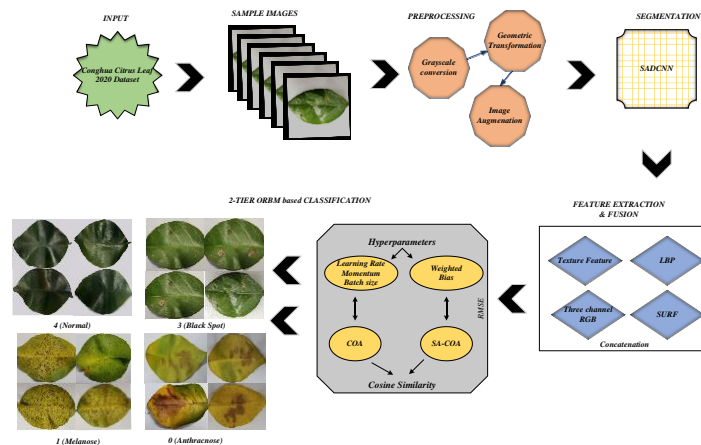 INPUT
SAMPLE IMAGES
PREPROCESSING
SEGMENTATION
Conghua Citrus Leaf
2020 Dataset
Grayscale
conversion
Geometric
Transformation
Image
Augmenation
SADCNN
2-TIER ORBM based CLASSIFICATION
FEATURE EXTRACTION
& FUSION
Hyperparameters
Learning Rate
Momentum
Batch size
Weighted
Bias
COA
SA-COA
RMSE
Cosine Similarity
Texture Feature
LBP
Three channel
RGB
SURF
Concatenation
4 (Normal)
3 (Black Spot)
1 (Melanose)
0 (Anthracnose)